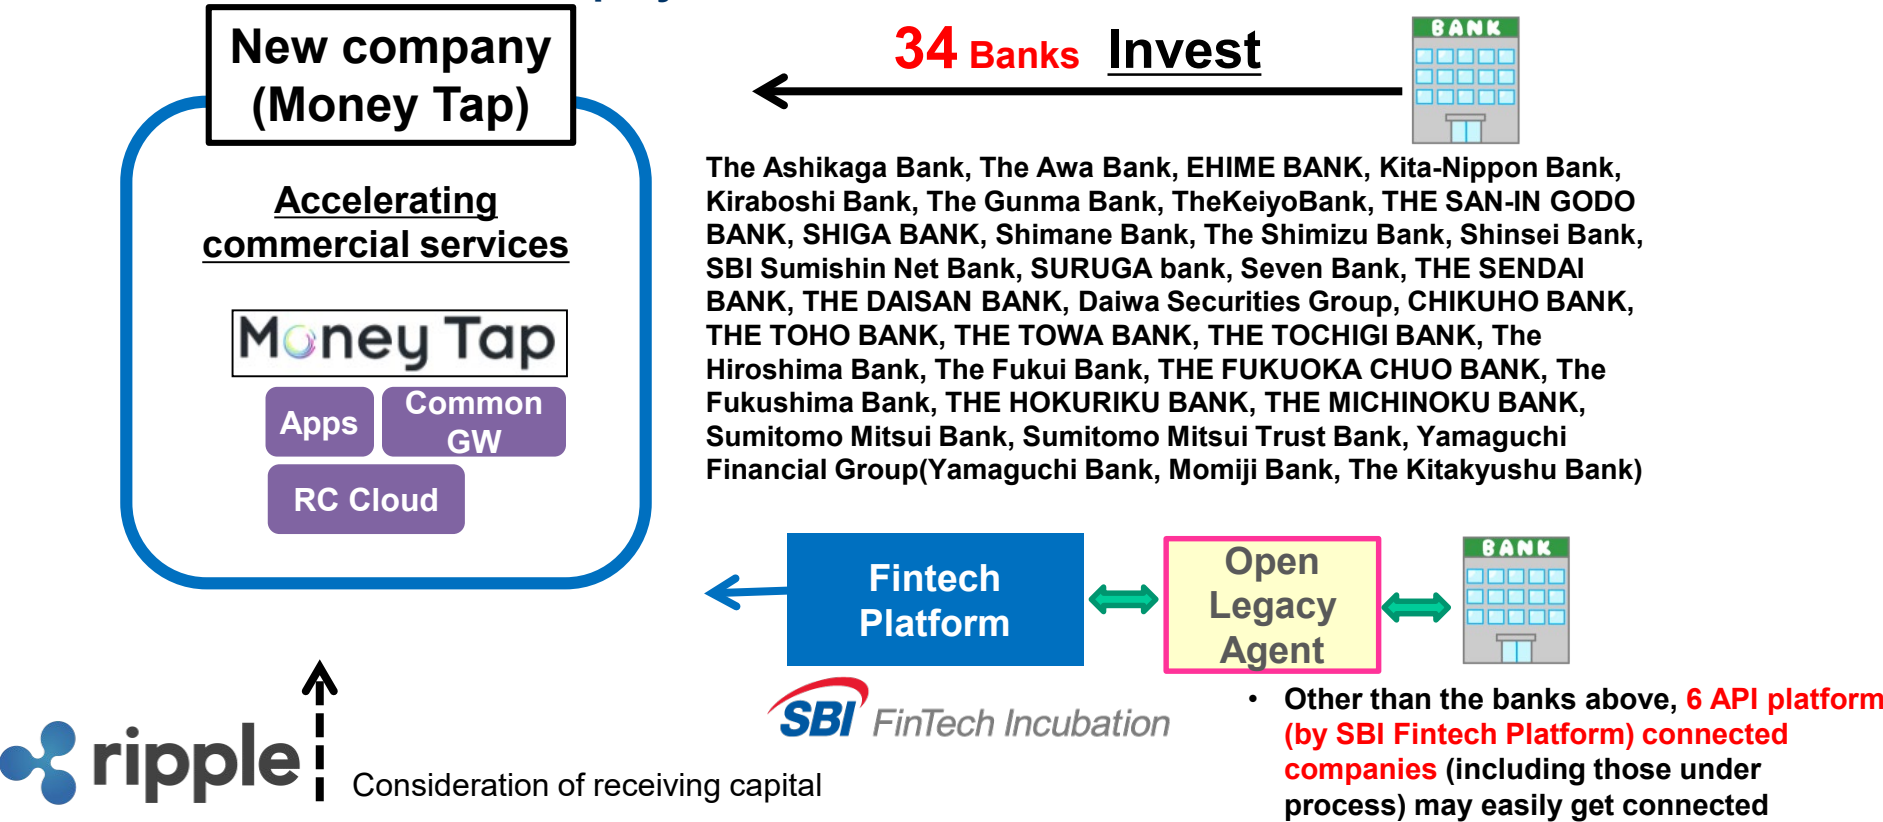 New company
(Money Tap)
34 Banks Invest
BANK
Accelerating
commercial services
Money Tap
Apps
Common
GW
RC Cloud
The Ashikaga Bank, The Awa Bank, EHIME BANK, Kita-Nippon Bank,
Kiraboshi Bank, The Gunma Bank, TheKeiyoBank, THE SAN-IN GODO
BANK, SHIGA BANK, Shimane Bank, The Shimizu Bank, Shinsei Bank,
SBI Sumishin Net Bank, SURUGA bank, Seven Bank, THE SENDAI
BANK, THE DAISAN BANK, Daiwa Securities Group, CHIKUHO BANK,
THE TOHO BANK, THE TOWA BANK, THE TOCHIGI BANK, The
Hiroshima Bank, The Fukui Bank, THE FUKUOKA CHUO BANK, The
Fukushima Bank, THE HOKURIKU BANK, THE MICHINOKU BANK,
Sumitomo Mitsui Bank, Sumitomo Mitsui Trust Bank, Yamaguchi
Financial Group(Yamaguchi Bank, Momiji Bank, The Kitakyushu Bank)
Fintech
Platform
Open
Legacy
Agent
BANK
SBI FinTech Incubation
• Other than the banks above, 6 API platform
(by SBI Fintech Platform) connected
companies (including those under
process) may easily get connected
ripple
Consideration of receiving capital